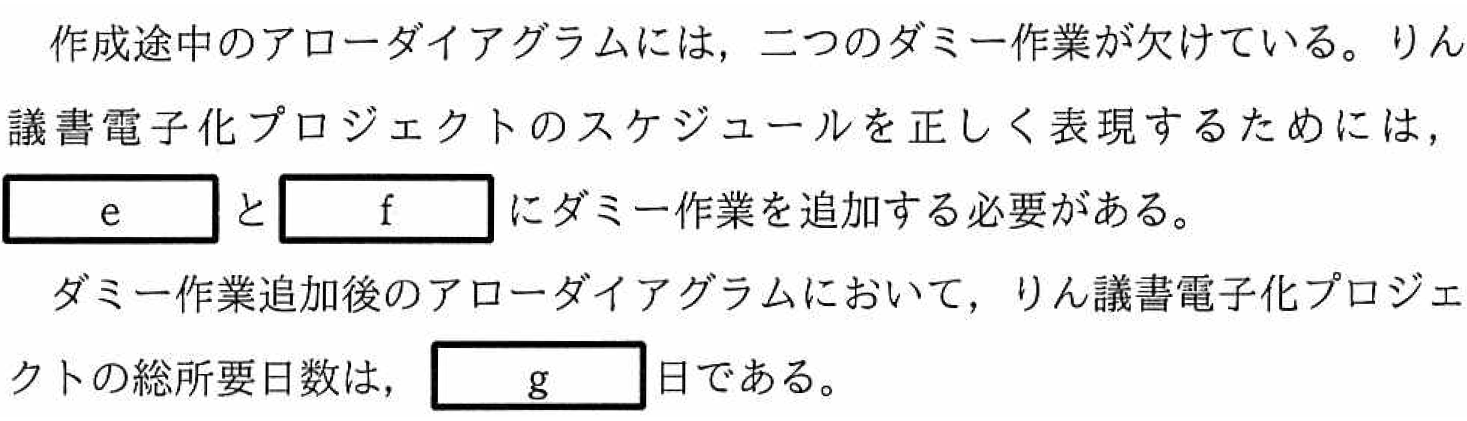 作成途中のアローダイアグラムには，二つのダミー作業が欠けている。りん
議書電子化プロジェクトのスケジュールを正しく表現するためには，
e と f にダミー作業を追加する必要がある。
ダミー作業追加後のアローダイアグラムにおいて，りん議書電子化プロジェ
クトの総所要日数は， g 日である。